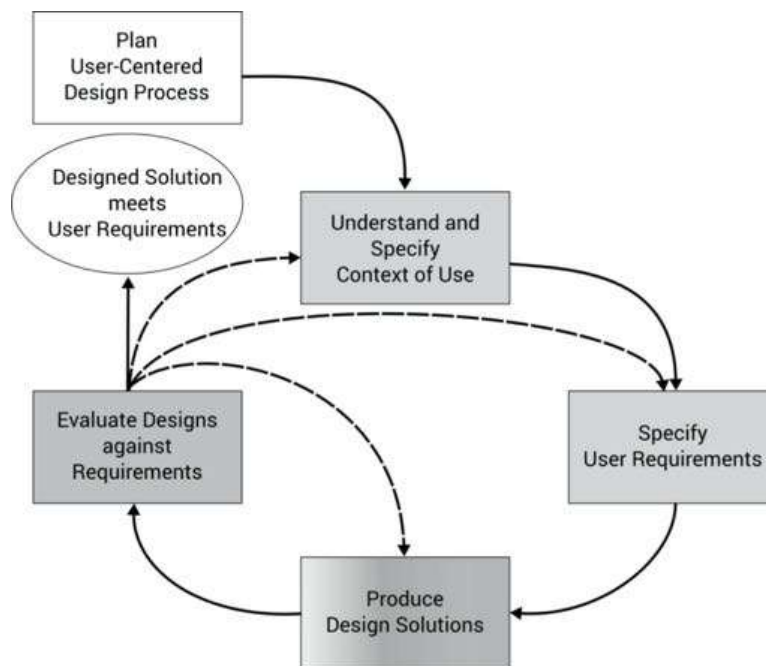 Plan
User-Centered
Design Process
Designed Solution
meets
User Requirements
Understand and
Specify
Context of Use
Evaluate Designs
against
Requirements
Specify
User Requirements
Produce
Design Solutions